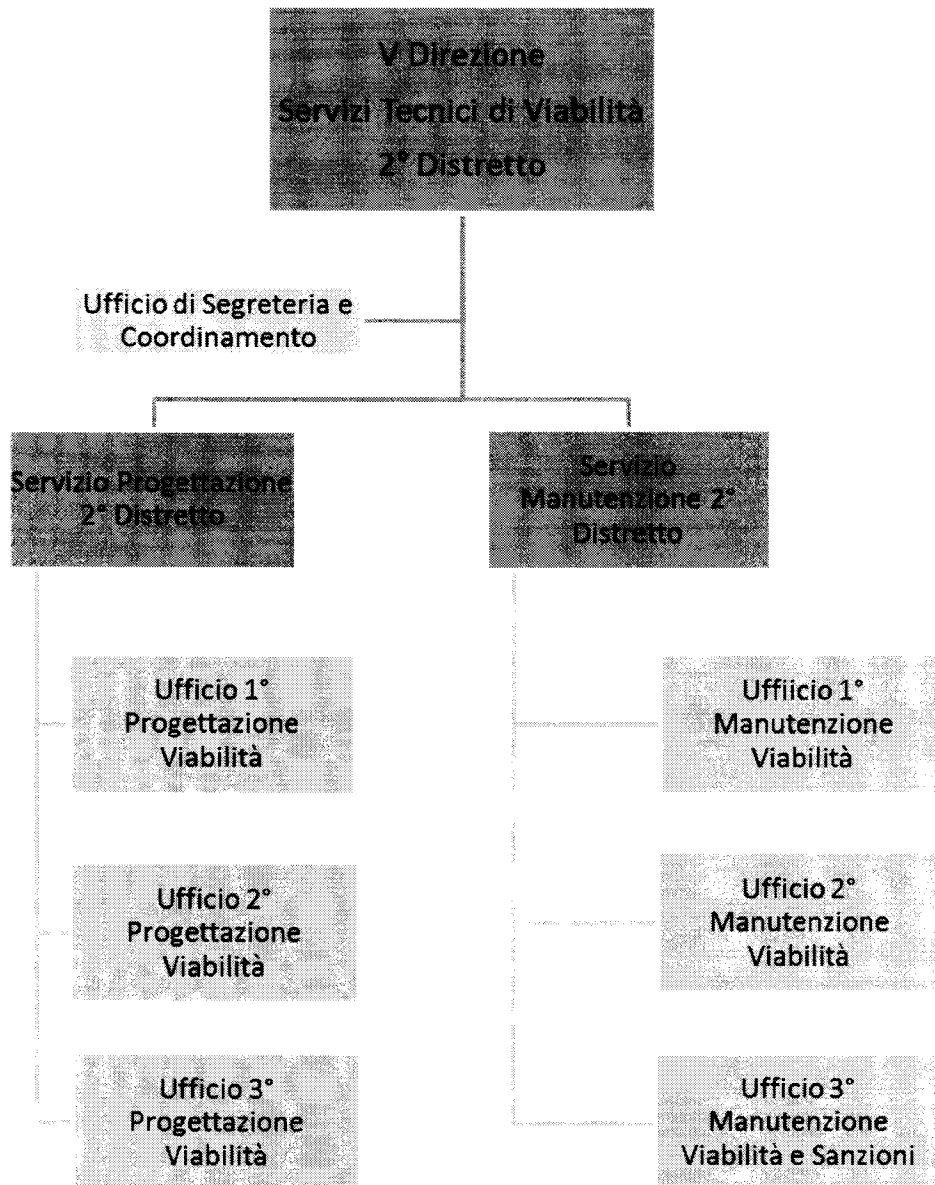 V Direzione
Servizi Tecnici di Viabilità
2° Distretto
Ufficio di Segreteria e
Coordinamento
Servizio Progettazione
2° Distretto
Servizio
Manutenzione 2°
Distretto
Ufficio 1°
Progettazione
Viabilità
Ufficio 2°
Progettazione
Viabilità
Ufficio 3°
Progettazione
Viabilità
Uffiicio 1°
Manutenzione
Viabilità
Ufficio 2°
Manutenzione
Viabilità
Ufficio 3°
Manutenzione
Viabilità e Sanzioni